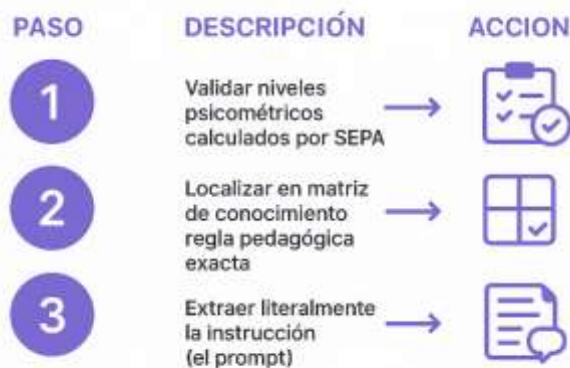 PASO DESCRIPCIÓN ACCION
1
Validar niveles
psicométricos
calculados por SEPA
2
Localizar en matriz
de conocimiento
regla pedagógica
exacta
3
Extraer literalmente
la instrucción
(el prompt)